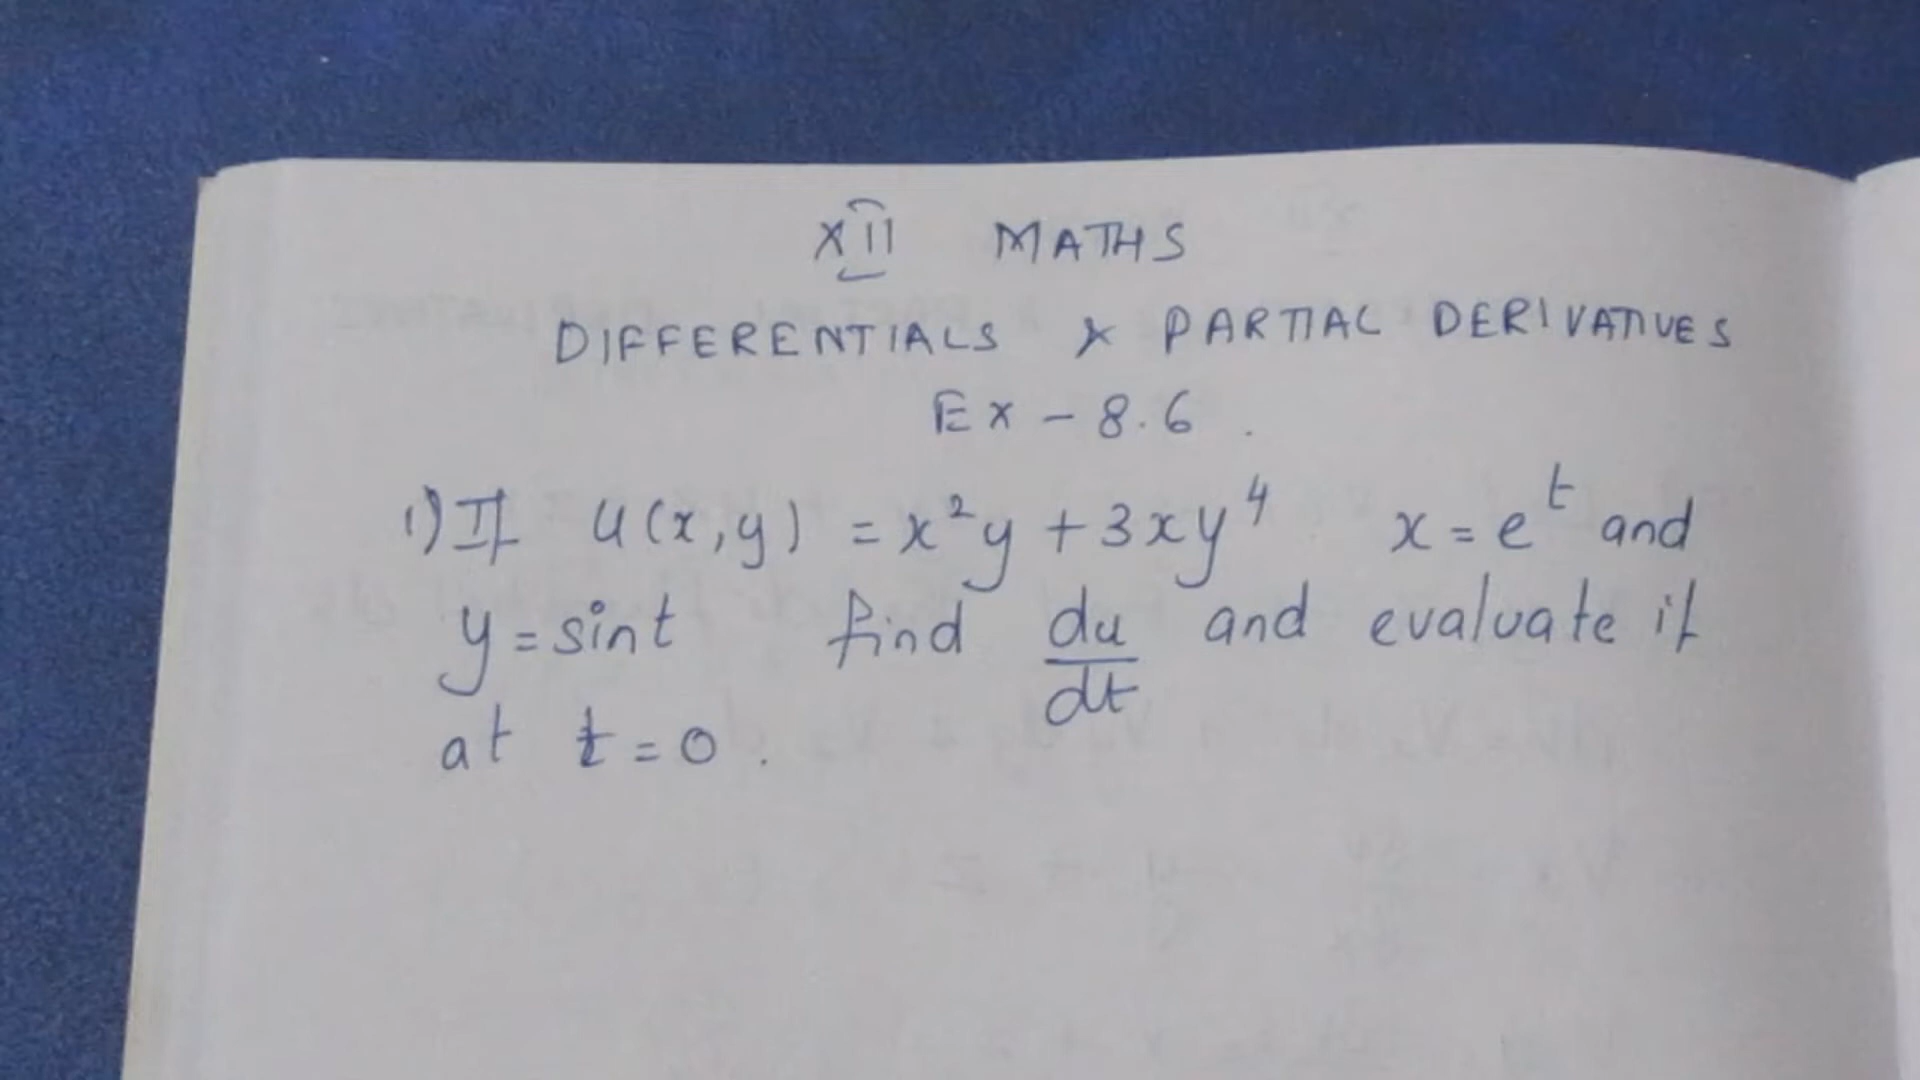 XII MATHS
DIFFERENTIALS & PARTIAL DERIVATIVES
Ex - 8.6.
1) If u(x,y) = x²y + 3xy⁴ x = eᵗ and
y = sint find du/dt and evaluate it
at t = 0.